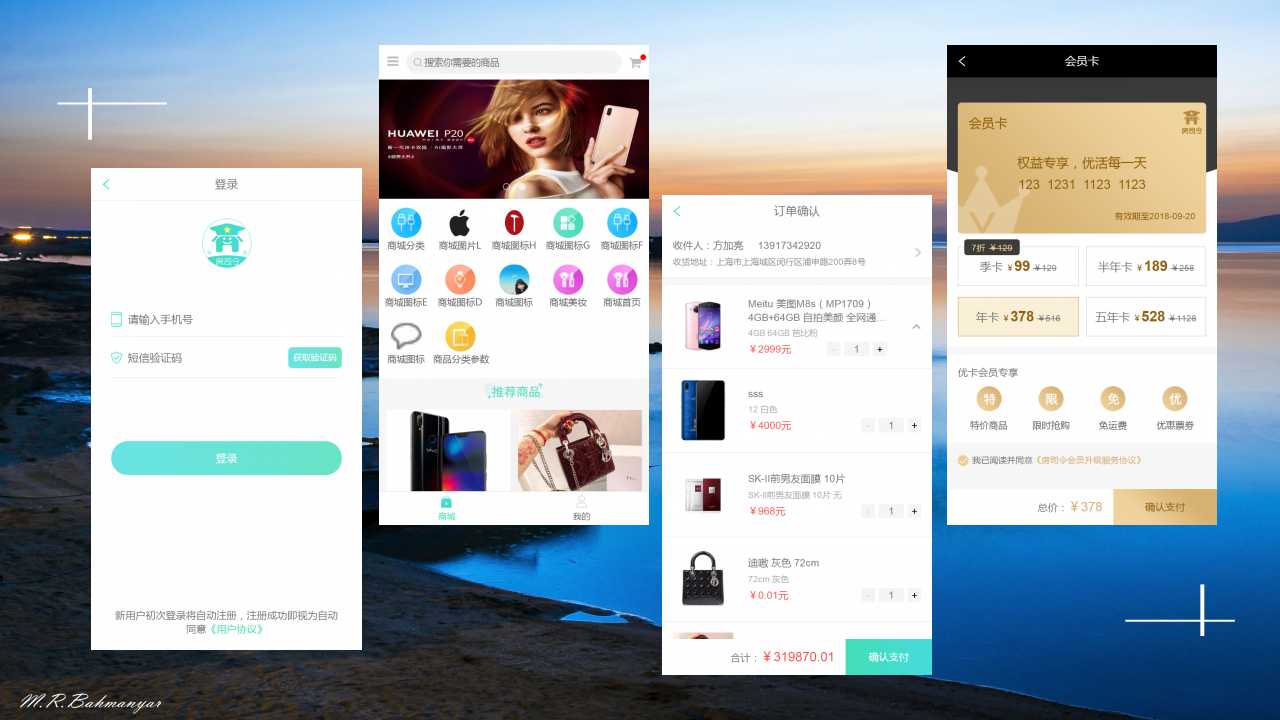 登录
房司令
请输入手机号
短信验证码
获取验证码
登录
新用户初次登录将自动注册，注册成功即视为自动
同意《用户协议》
搜索你需要的商品
HUAWEI P20
商城分类 商城图片L 商城图标H 商城图标G 商城图标F
商城图标E 商城图标D 商城图标 商城美妆 商城首页
商城图标 商品分类参数
推荐商品
vivo
商城 我的
订单确认
收件人：方加亮 13917342920
收货地址：上海市上海城区闵行区浦申路200弄8号
Meitu 美图M8s（MP1709）
4GB+64GB 自拍美颜 全网通...
4GB 64GB 芭比粉
￥2999元 - 1 +
sss
12 白色
￥4000元 - 1 +
SK-II前男友面膜 10片
SK-II前男友面膜 10片 无
￥968元 - 1 +
迪嗷 灰色 72cm
72cm 灰色
￥0.01元 - 1 +
合计：￥319870.01 确认支付
会员卡
会员卡
房司令
权益专享，优活每一天
123 1231 1123 1123
有效期至2018-09-20
7折 ￥129
季卡 ￥99 ￥129 半年卡 ￥189 ￥258
年卡 ￥378 ￥516 五年卡 ￥528 ￥1128
优卡会员专享
特 限 免 优
特价商品 限时抢购 免运费 优惠票券
我已阅读并同意《房司令会员升级服务协议》
总价：￥378 确认支付
M.R.Bahmanyar